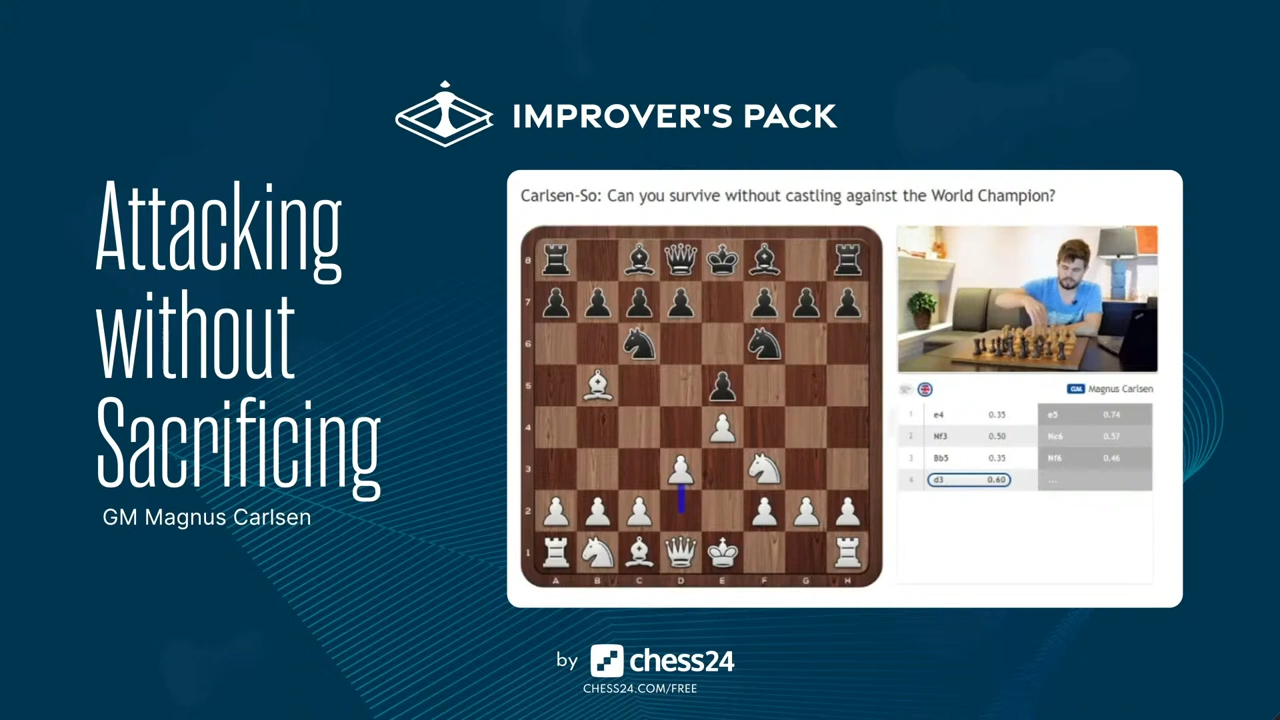 IMPROVER'S PACK
Attacking
without
Sacrificing
GM Magnus Carlsen
Carlsen-So: Can you survive without castling against the World Champion?
8
7
6
5
4
3
2
1
A B C D E F G H
GM Magnus Carlsen
1 e4 0.35 e5 0.74
2 Nf3 0.50 Nc6 0.57
3 Bb5 0.35 Nf6 0.46
4 d3 0.60 ...
by chess24
CHESS24.COM/FREE